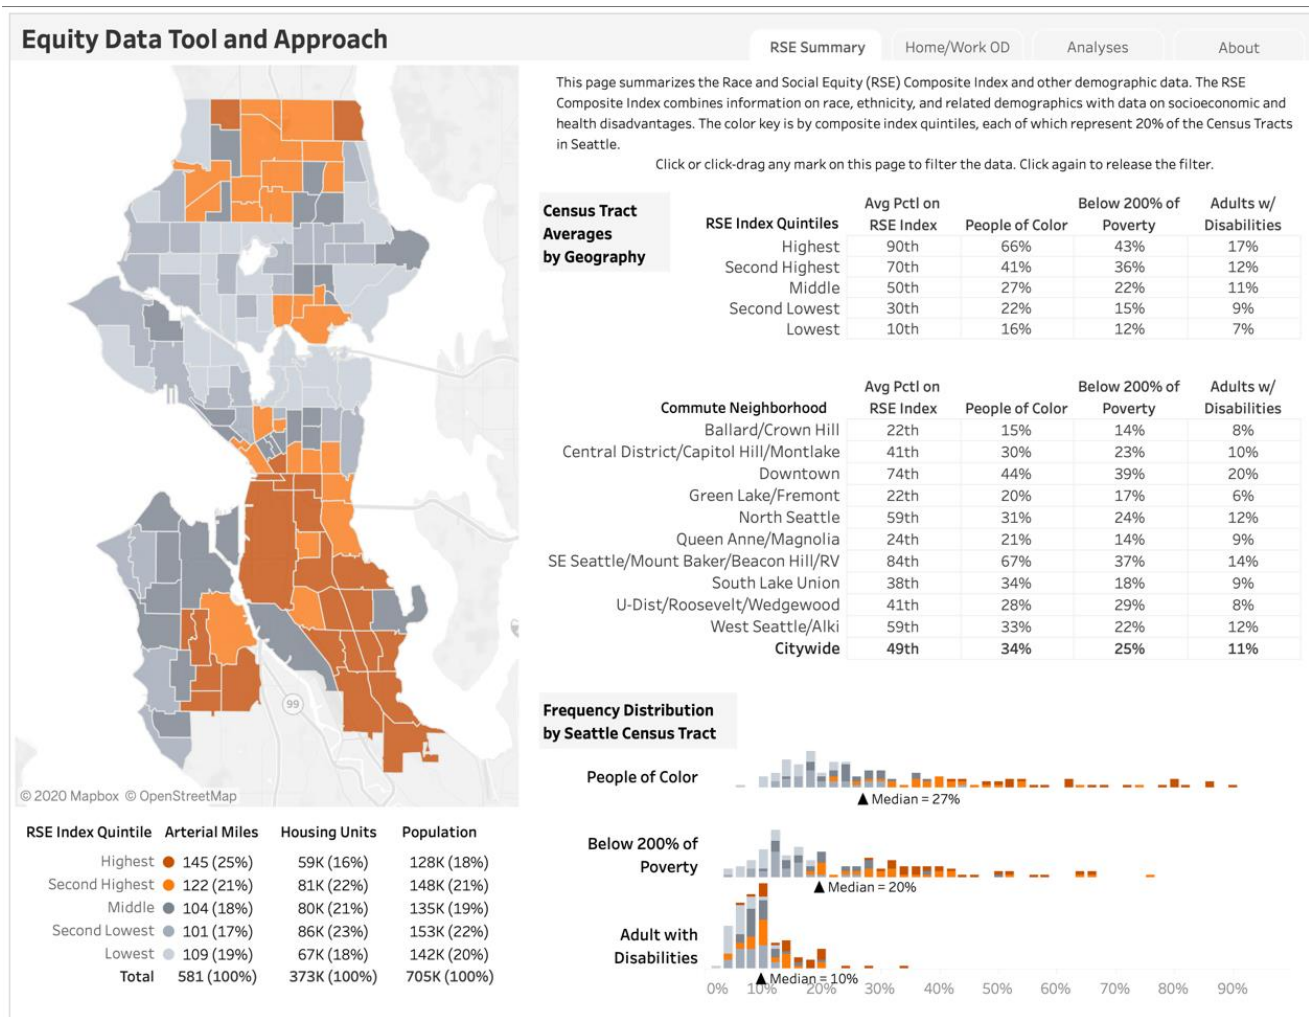 Equity Data Tool and Approach
RSE Summary
Home/Work OD
Analyses
About
This page summarizes the Race and Social Equity (RSE) Composite Index and other demographic data. The RSE
Composite Index combines information on race, ethnicity, and related demographics with data on socioeconomic and
health disadvantages. The color key is by composite index quintiles, each of which represent 20% of the Census Tracts
in Seattle.
Click or click-drag any mark on this page to filter the data. Click again to release the filter.
Census Tract
Averages
by Geography
Avg Pctl on Below 200% of Adults w/
RSE Index Quintiles RSE Index People of Color Poverty Disabilities
Highest 90th 66% 43% 17%
Second Highest 70th 41% 36% 12%
Middle 50th 27% 22% 11%
Second Lowest 30th 22% 15% 9%
Lowest 10th 16% 12% 7%
Avg Pctl on Below 200% of Adults w/
Commute Neighborhood RSE Index People of Color Poverty Disabilities
Ballard/Crown Hill 22th 15% 14% 8%
Central District/Capitol Hill/Montlake 41th 30% 23% 10%
Downtown 74th 44% 39% 20%
Green Lake/Fremont 22th 20% 17% 6%
North Seattle 59th 31% 24% 12%
Queen Anne/Magnolia 24th 21% 14% 9%
SE Seattle/Mount Baker/Beacon Hill/RV 84th 67% 37% 14%
South Lake Union 38th 34% 18% 9%
U-Dist/Roosevelt/Wedgewood 41th 28% 29% 8%
West Seattle/Alki 59th 33% 22% 12%
Citywide 49th 34% 25% 11%
99
© 2020 Mapbox © OpenStreetMap
RSE Index Quintile Arterial Miles Housing Units Population
Highest 145 (25%) 59K (16%) 128K (18%)
Second Highest 122 (21%) 81K (22%) 148K (21%)
Middle 104 (18%) 80K (21%) 135K (19%)
Second Lowest 101 (17%) 86K (23%) 153K (22%)
Lowest 109 (19%) 67K (18%) 142K (20%)
Total 581 (100%) 373K (100%) 705K (100%)
Frequency Distribution
by Seattle Census Tract
People of Color
▲ Median = 27%
Below 200% of
Poverty
▲ Median = 20%
Adult with
Disabilities
▲ Median = 10%
0% 10% 20% 30% 40% 50% 60% 70% 80% 90%